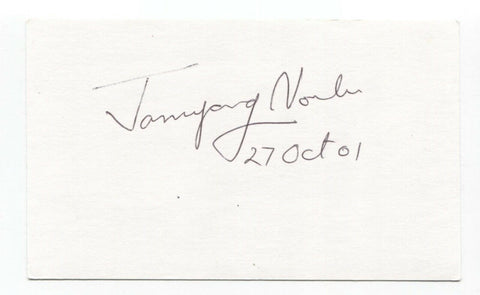 Jamyang Norbu
27 Oct 01